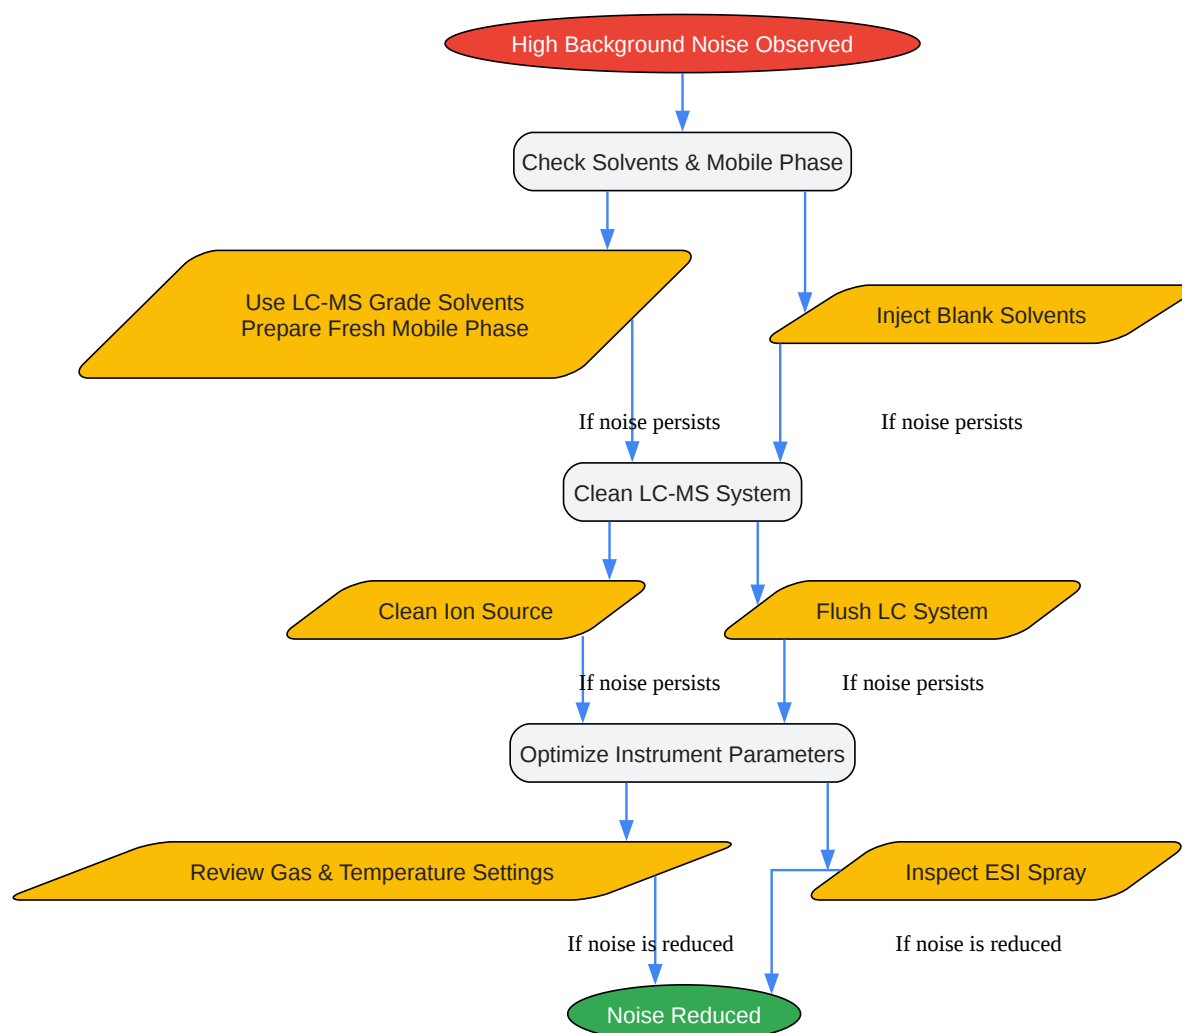 High Background Noise Observed
Check Solvents & Mobile Phase
Use LC-MS Grade Solvents
Prepare Fresh Mobile Phase
Inject Blank Solvents
If noise persists
If noise persists
Clean LC-MS System
Clean Ion Source
Flush LC System
If noise persists
If noise persists
Optimize Instrument Parameters
Review Gas & Temperature Settings
Inspect ESI Spray
If noise is reduced
If noise is reduced
Noise Reduced